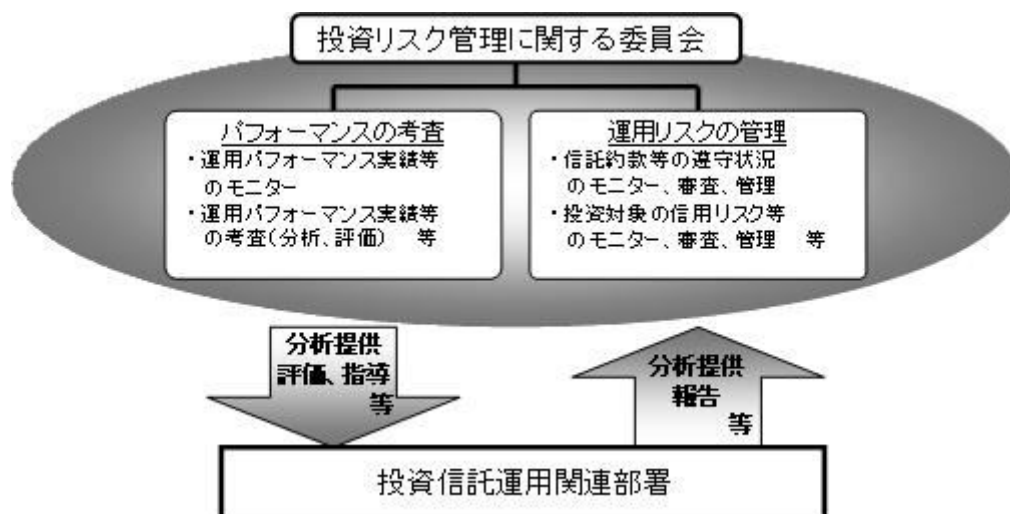 投資リスク管理に関する委員会
パフォーマンスの考査
・運用パフォーマンス実績等
のモニター
・運用パフォーマンス実績等
の考査(分析、評価) 等
運用リスクの管理
・信託約款等の遵守状況
のモニター、審査、管理
・投資対象の信用リスク等
のモニター、審査、管理 等
分析提供
評価、指導
等
分析提供
報告
等
投資信託運用関連部署